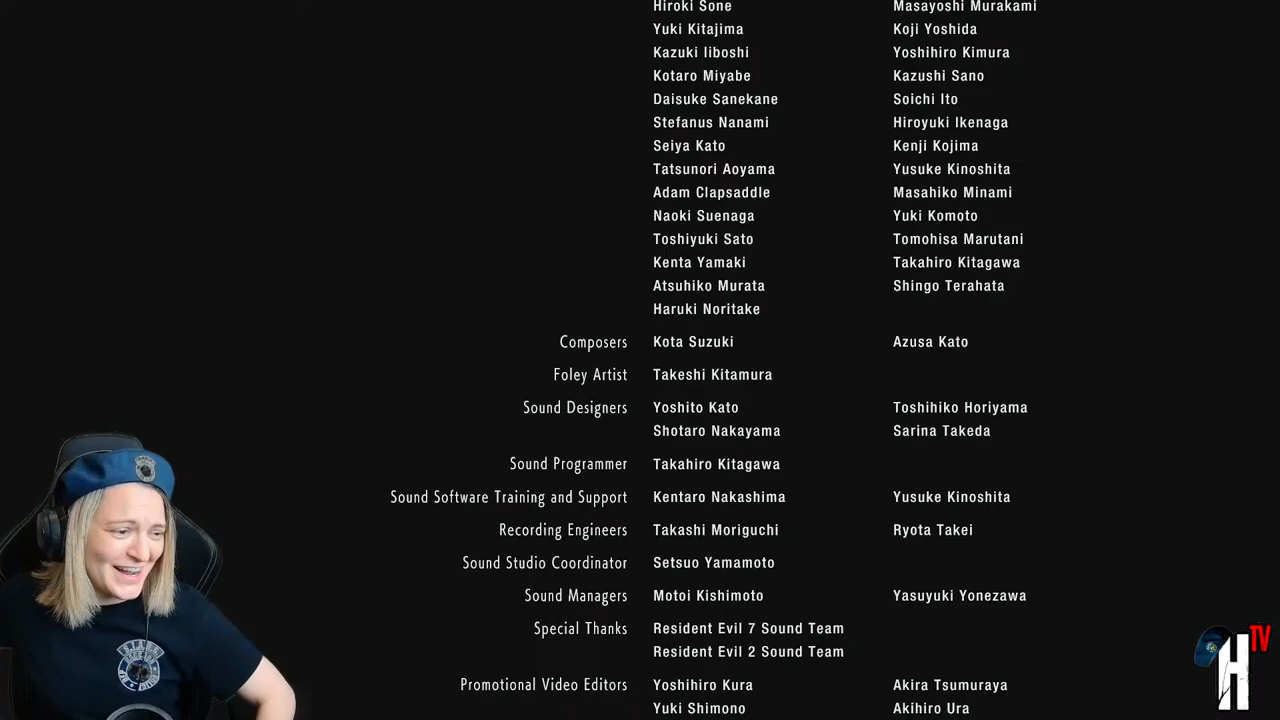 Hiroki Sone Masayoshi Murakami
Yuki Kitajima Koji Yoshida
Kazuki Iiboshi Yoshihiro Kimura
Kotaro Miyabe Kazushi Sano
Daisuke Sanekane Soichi Ito
Stefanus Nanami Hiroyuki Ikenaga
Seiya Kato Kenji Kojima
Tatsunori Aoyama Yusuke Kinoshita
Adam Clapsaddle Masahiko Minami
Naoki Suenaga Yuki Komoto
Toshiyuki Sato Tomohisa Marutani
Kenta Yamaki Takahiro Kitagawa
Atsuhiko Murata Shingo Terahata
Haruki Noritake
Composers Kota Suzuki Azusa Kato
Foley Artist Takeshi Kitamura
Sound Designers Yoshito Kato Toshihiko Horiyama
Shotaro Nakayama Sarina Takeda
Sound Programmer Takahiro Kitagawa
Sound Software Training and Support Kentaro Nakashima Yusuke Kinoshita
Recording Engineers Takashi Moriguchi Ryota Takei
Sound Studio Coordinator Setsuo Yamamoto
Sound Managers Motoi Kishimoto Yasuyuki Yonezawa
Special Thanks Resident Evil 7 Sound Team
Resident Evil 2 Sound Team
Promotional Video Editors Yoshihiro Kura Akira Tsumuraya
Yuki Shimono Akihiro Ura
S.T.A.R.S.
H TV